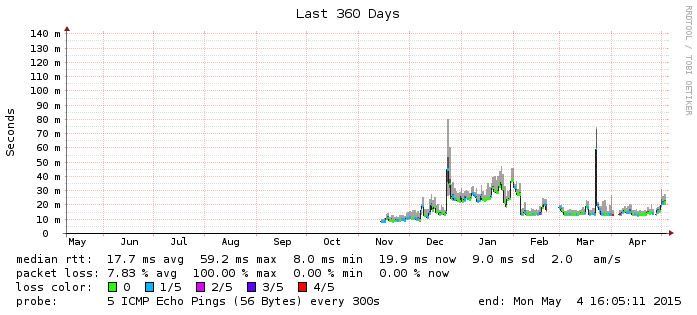 Last 360 Days
RRDTOOL / TOBI OETIKER
Seconds
140 m
130 m
120 m
110 m
100 m
90 m
80 m
70 m
60 m
50 m
40 m
30 m
20 m
10 m
0
May Jun Jul Aug Sep Oct Nov Dec Jan Feb Mar Apr
median rtt: 17.7 ms avg 59.2 ms max 8.0 ms min 19.9 ms now 9.0 ms sd 2.0 am/s
packet loss: 7.83 % avg 100.00 % max 0.00 % min 0.00 % now
loss color: 0 1/5 2/5 3/5 4/5
probe: 5 ICMP Echo Pings (56 Bytes) every 300s end: Mon May 4 16:05:11 2015